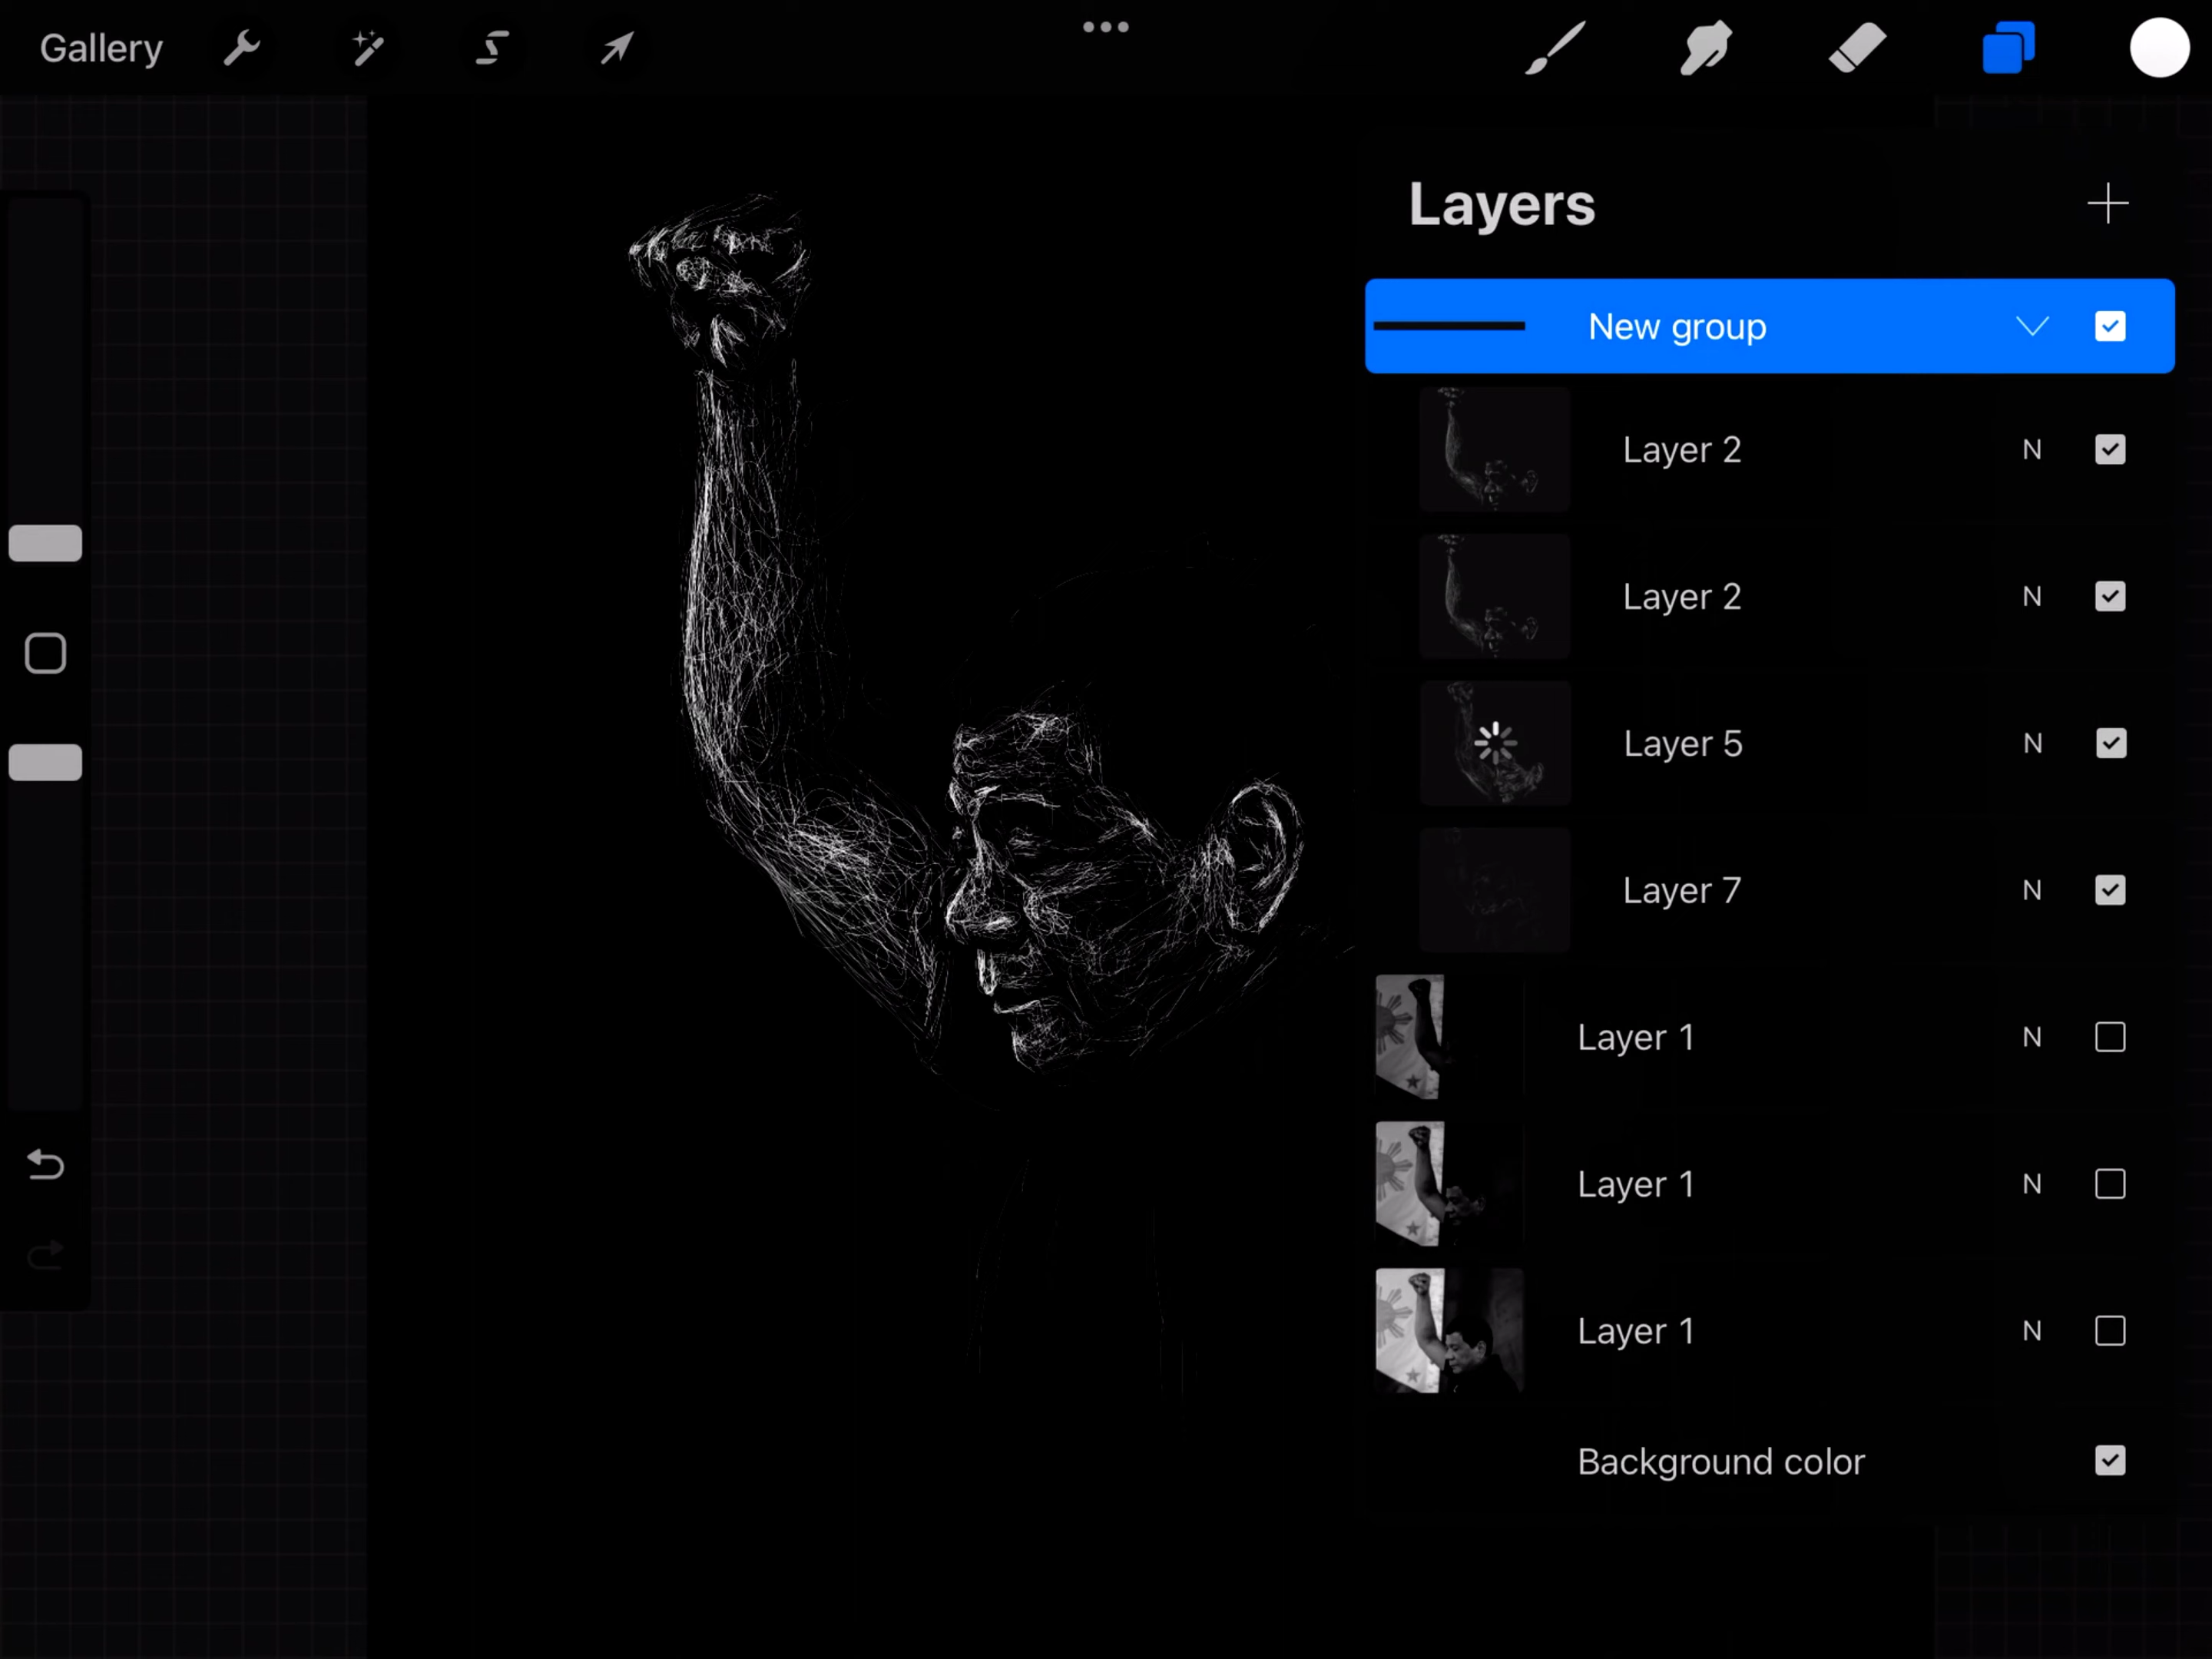 Gallery
Layers
New group
Layer 2 N
Layer 2 N
Layer 5 N
Layer 7 N
Layer 1 N
Layer 1 N
Layer 1 N
Background color